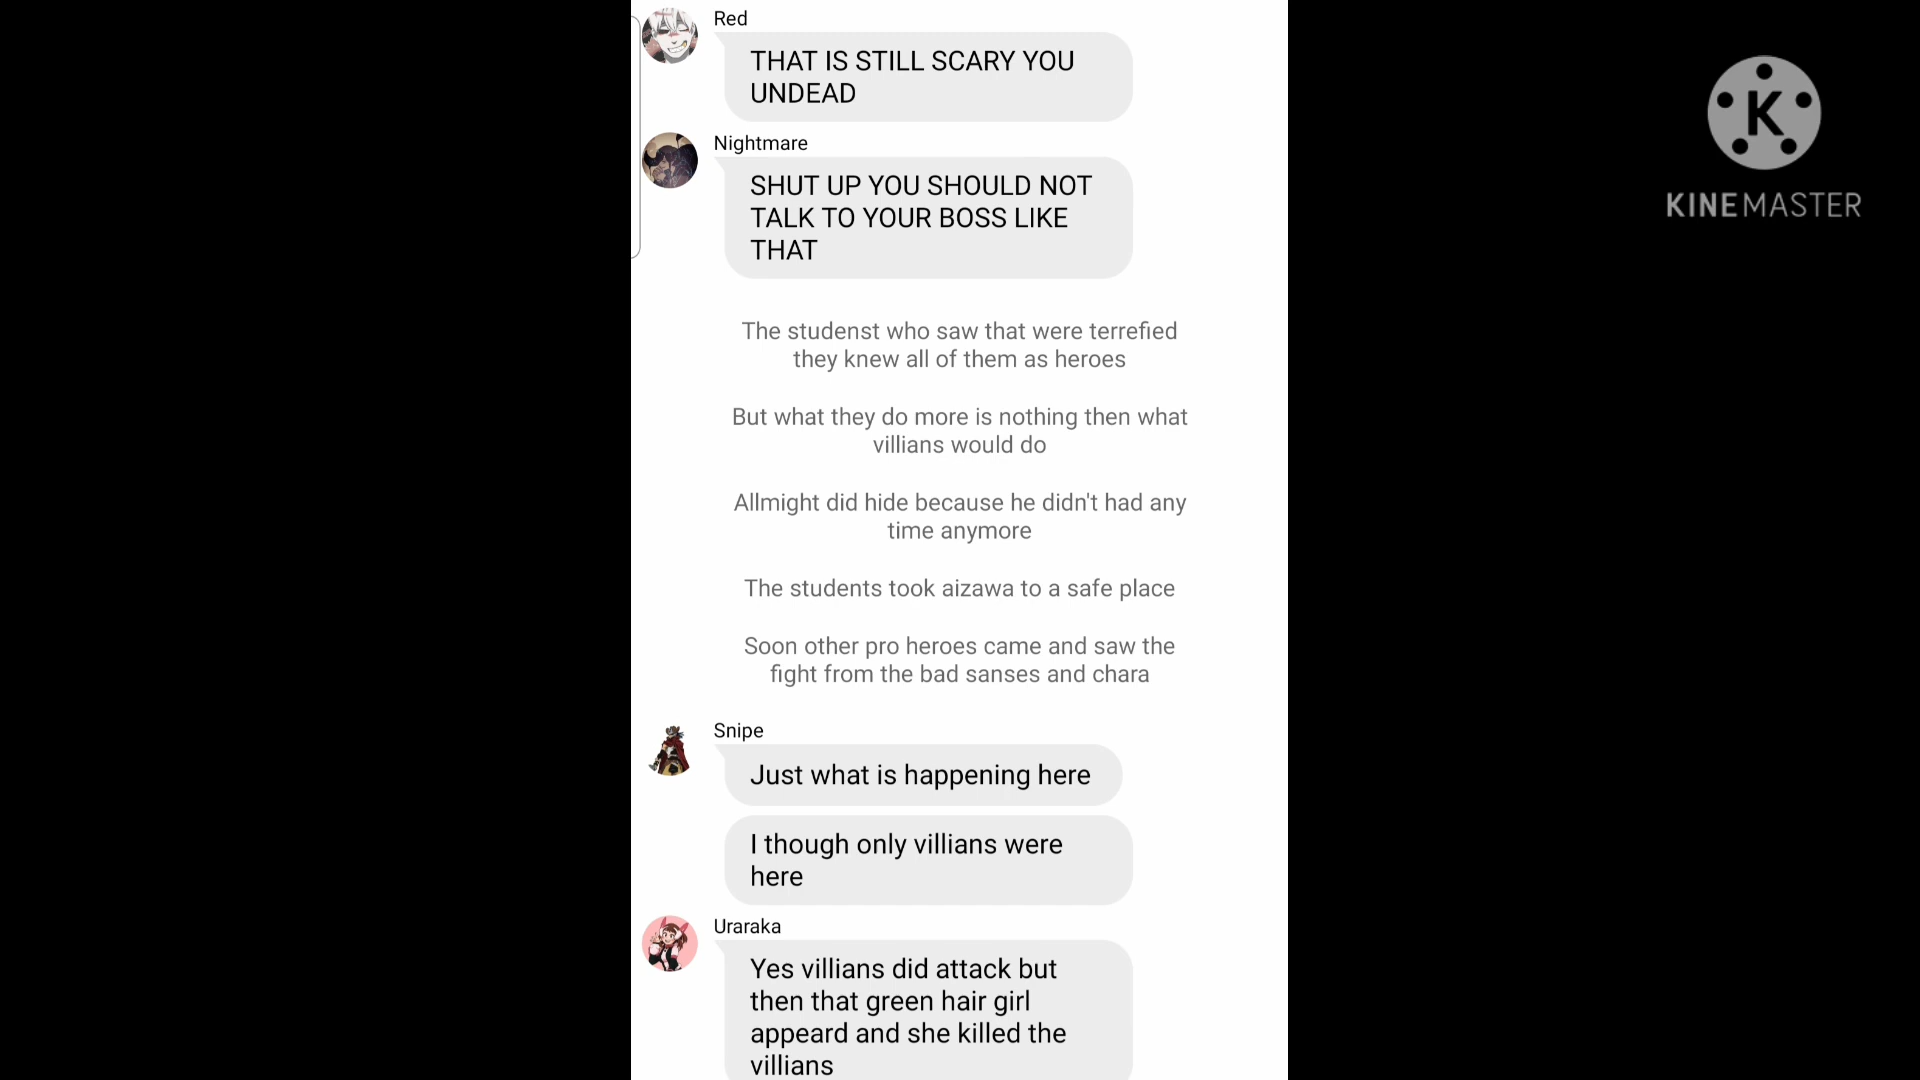 Red
THAT IS STILL SCARY YOU
UNDEAD
Nightmare
SHUT UP YOU SHOULD NOT
TALK TO YOUR BOSS LIKE
THAT
The studenst who saw that were terrefied
they knew all of them as heroes
But what they do more is nothing then what
villians would do
Allmight did hide because he didn't had any
time anymore
The students took aizawa to a safe place
Soon other pro heroes came and saw the
fight from the bad sanses and chara
Snipe
Just what is happening here
I though only villians were
here
Uraraka
Yes villians did attack but
then that green hair girl
appeard and she killed the
villians
K
KINEMASTER